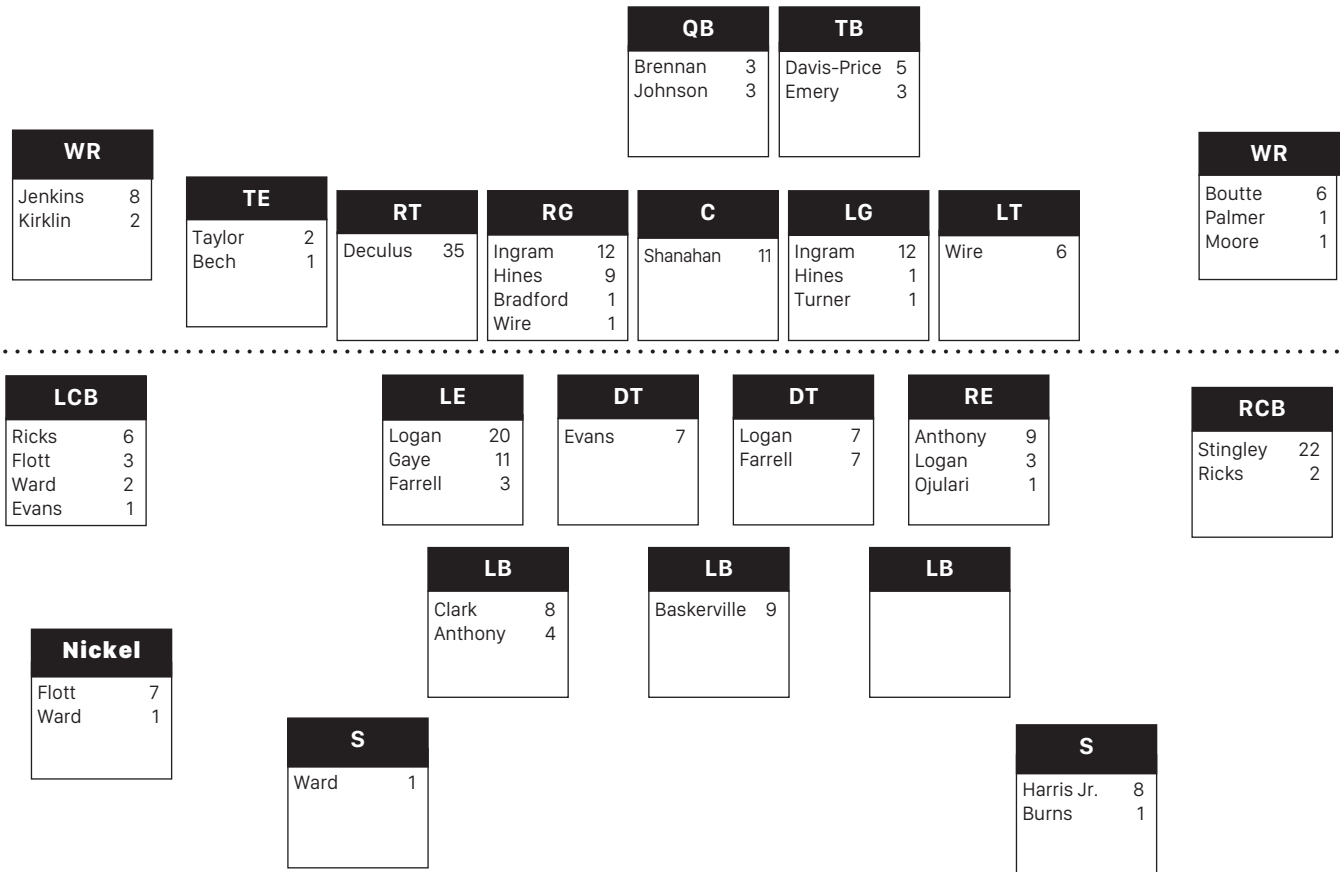 QB
Brennan 3
Johnson 3
TB
Davis-Price 5
Emery 3
WR
Jenkins 8
Kirklin 2
TE
Taylor 2
Bech 1
RT
Deculus 35
RG
Ingram 12
Hines 9
Bradford 1
Wire 1
C
Shanahan 11
LG
Ingram 12
Hines 1
Turner 1
LT
Wire 6
WR
Boutte 6
Palmer 1
Moore 1
LCB
Ricks 6
Flott 3
Ward 2
Evans 1
LE
Logan 20
Gaye 11
Farrell 3
DT
Evans 7
DT
Logan 7
Farrell 7
RE
Anthony 9
Logan 3
Ojulari 1
RCB
Stingley 22
Ricks 2
LB
Clark 8
Anthony 4
LB
Baskerville 9
LB
Nickel
Flott 7
Ward 1
S
Ward 1
S
Harris Jr. 8
Burns 1